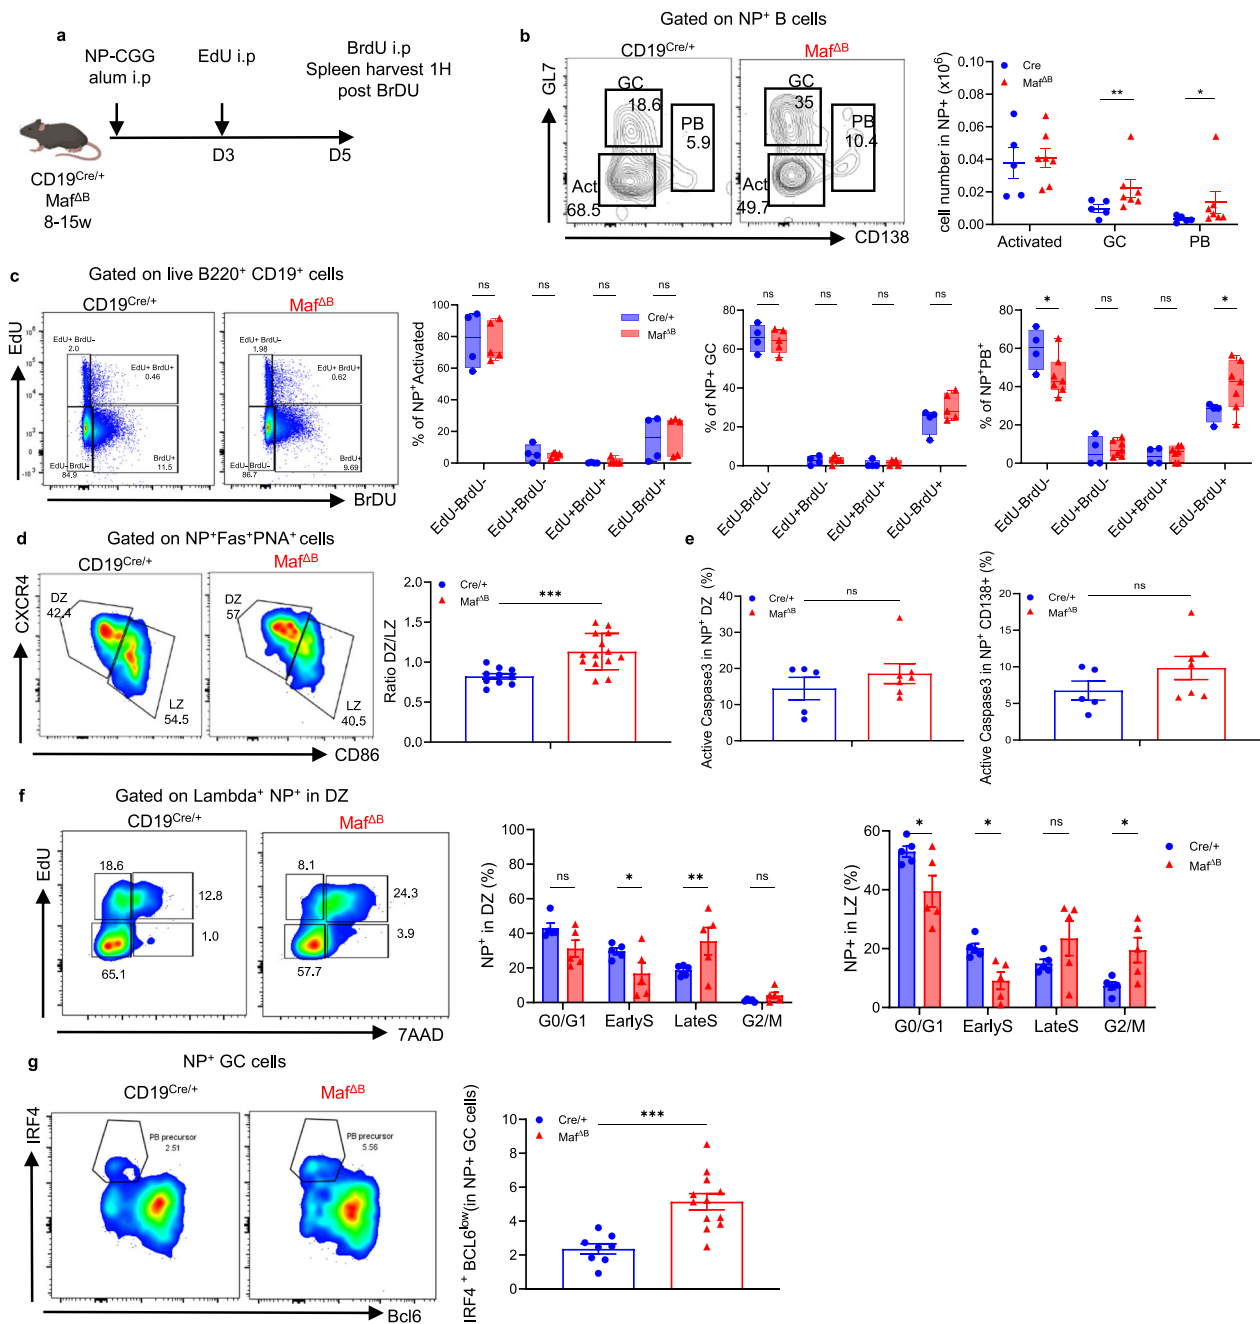 a
NP-CGG
alum i.p
EdU i.p
BrdU i.p
Spleen harvest 1H
post BrDU
D3
D5
CD19Cre/+
MafΔB
8-15w
b
Gated on NP+ B cells
CD19Cre/+
MafΔB
GL7
GC
18.6
PB
5.9
Act
68.5
GC
35
PB
10.4
Act
49.7
CD138
cell number in NP+ (x10⁶)
0.10
0.08
0.06
0.04
0.02
0.00
Cre
MafΔB
**
*
Activated
GC
PB
c
Gated on live B220+ CD19+ cells
CD19Cre/+
MafΔB
EdU
EdU+ BrdU-
2.0
EdU+ BrdU+
0.46
EdU- BrdU-
84.9
BrdU+
11.5
EdU+ BrdU-
1.98
EdU+ BrdU+
0.62
EdU- BrdU-
86.7
BrdU+
9.69
BrDU
% of NP+Activated
100
80
60
40
20
0
ns
ns
ns
ns
Cre/+
MafΔB
EdU-BrdU-
EdU+BrdU-
EdU+BrdU+
EdU-BrdU+
% of NP+ GC
80
60
40
20
0
ns
ns
ns
ns
EdU-BrdU-
EdU+BrdU-
EdU+BrdU+
EdU-BrdU+
% of NP+PB+
80
60
40
20
0
*
ns
ns
*
EdU-BrdU-
EdU+BrdU-
EdU+BrdU+
EdU-BrdU+
d
Gated on NP+Fas+PNA+ cells
CD19Cre/+
MafΔB
CXCR4
DZ
42.4
LZ
54.5
DZ
57
LZ
40.5
CD86
Ratio DZ/LZ
2.0
1.5
1.0
0.5
0.0
Cre/+
MafΔB
***
e
Active Caspase3 in NP+ DZ (%)
40
30
20
10
0
Cre/+
MafΔB
ns
Active Caspase3 in NP+ CD138+ (%)
20
15
10
5
0
Cre/+
MafΔB
ns
f
Gated on Lambda+ NP+ in DZ
CD19Cre/+
MafΔB
EdU
18.6
12.8
1.0
65.1
8.1
24.3
3.9
57.7
7AAD
NP+ in DZ (%)
100
80
60
40
20
0
ns
*
**
ns
G0/G1
EarlyS
LateS
G2/M
NP+ in LZ (%)
60
40
20
0
*
*
ns
*
Cre/+
MafΔB
G0/G1
EarlyS
LateS
G2/M
g
NP+ GC cells
CD19Cre/+
MafΔB
IRF4
PB precursor
2.51
PB precursor
5.56
Bcl6
IRF4 + BCL6low(in NP+ GC cells)
10
8
6
4
2
0
Cre/+
MafΔB
***